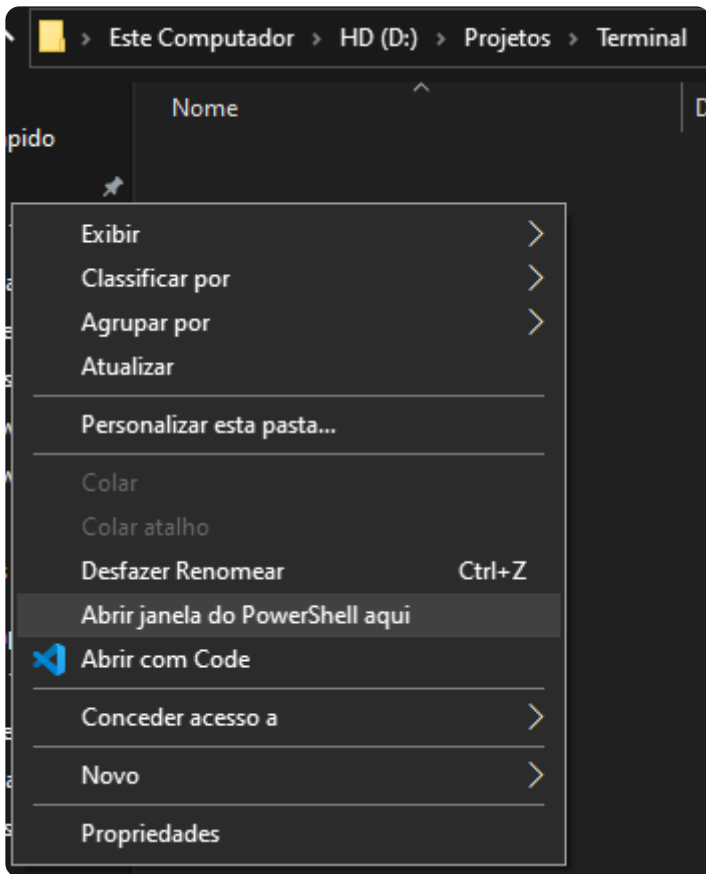 Este Computador > HD (D:) > Projetos > Terminal
Nome
pido
Exibir
Classificar por
Agrupar por
Atualizar
Personalizar esta pasta...
Colar
Colar atalho
Desfazer Renomear Ctrl+Z
Abrir janela do PowerShell aqui
Abrir com Code
Conceder acesso a
Novo
Propriedades